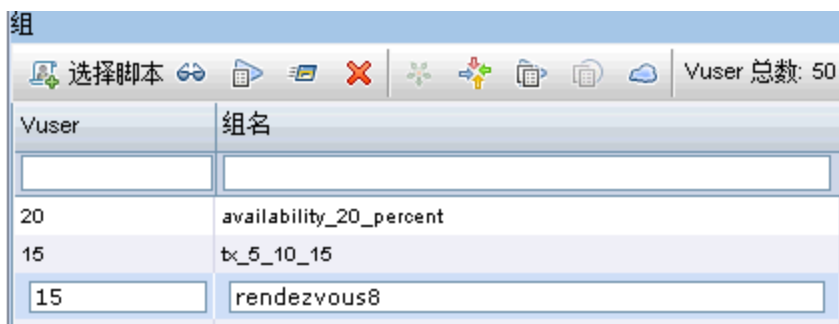 组
选择脚本 Vuser 总数: 50
Vuser 组名
20 availability_20_percent
15 tx_5_10_15
15 rendezvous8